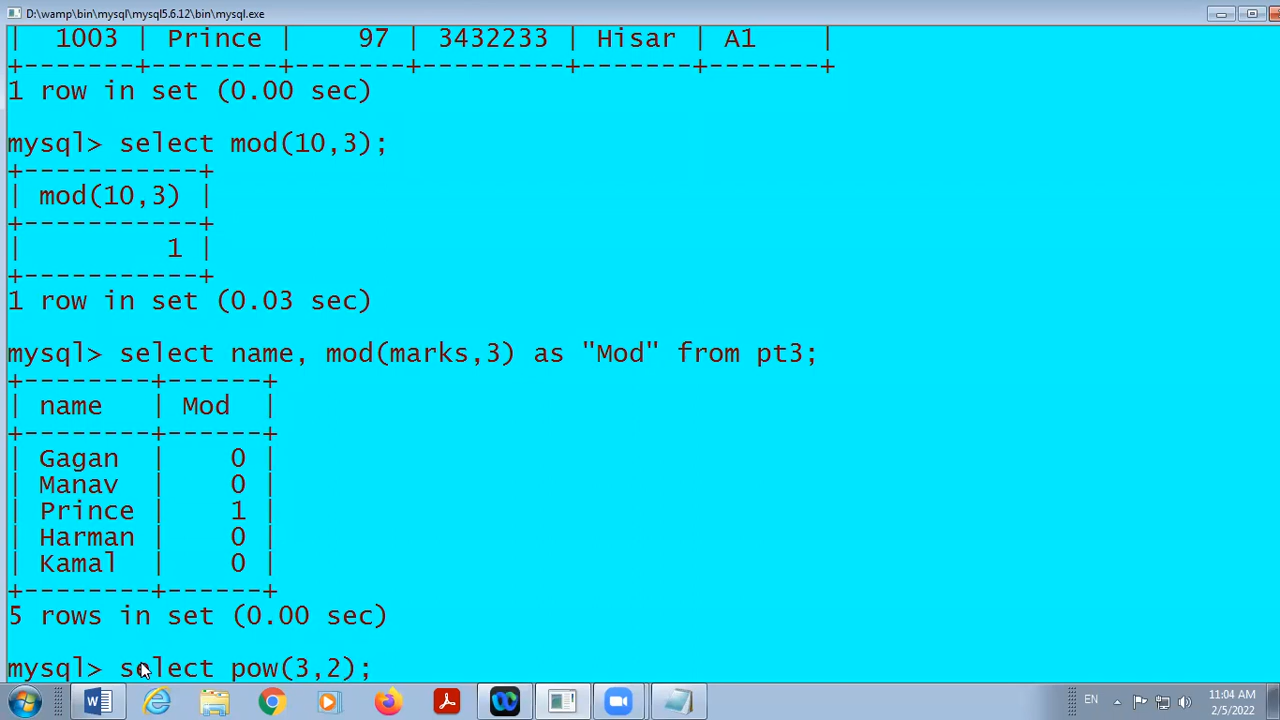 D:\wamp\bin\mysql\mysql5.6.12\bin\mysql.exe
| 1003 | Prince | 97 | 3432233 | Hisar | A1 |
+-------+--------+-------+---------+-------+-------+
1 row in set (0.00 sec)
mysql> select mod(10,3);
+-----------+
| mod(10,3) |
+-----------+
| 1 |
+-----------+
1 row in set (0.03 sec)
mysql> select name, mod(marks,3) as "Mod" from pt3;
+--------+------+
| name | Mod |
+--------+------+
| Gagan | 0 |
| Manav | 0 |
| Prince | 1 |
| Harman | 0 |
| Kamal | 0 |
+--------+------+
5 rows in set (0.00 sec)
mysql> select pow(3,2);
EN
11:04 AM
2/5/2022